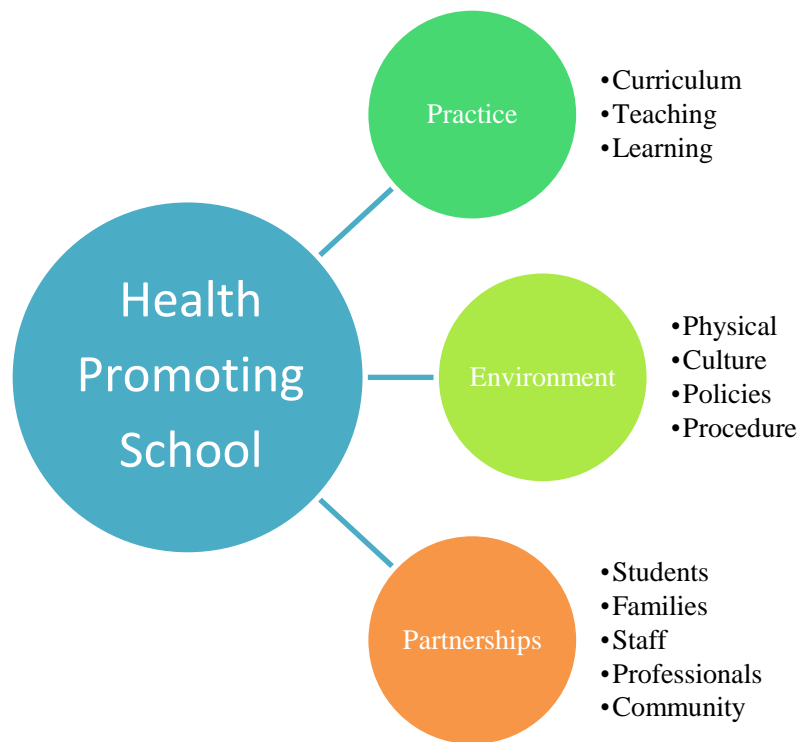 Health
Promoting
School
Practice
•Curriculum
•Teaching
•Learning
Environment
•Physical
•Culture
•Policies
•Procedure
Partnerships
•Students
•Families
•Staff
•Professionals
•Community